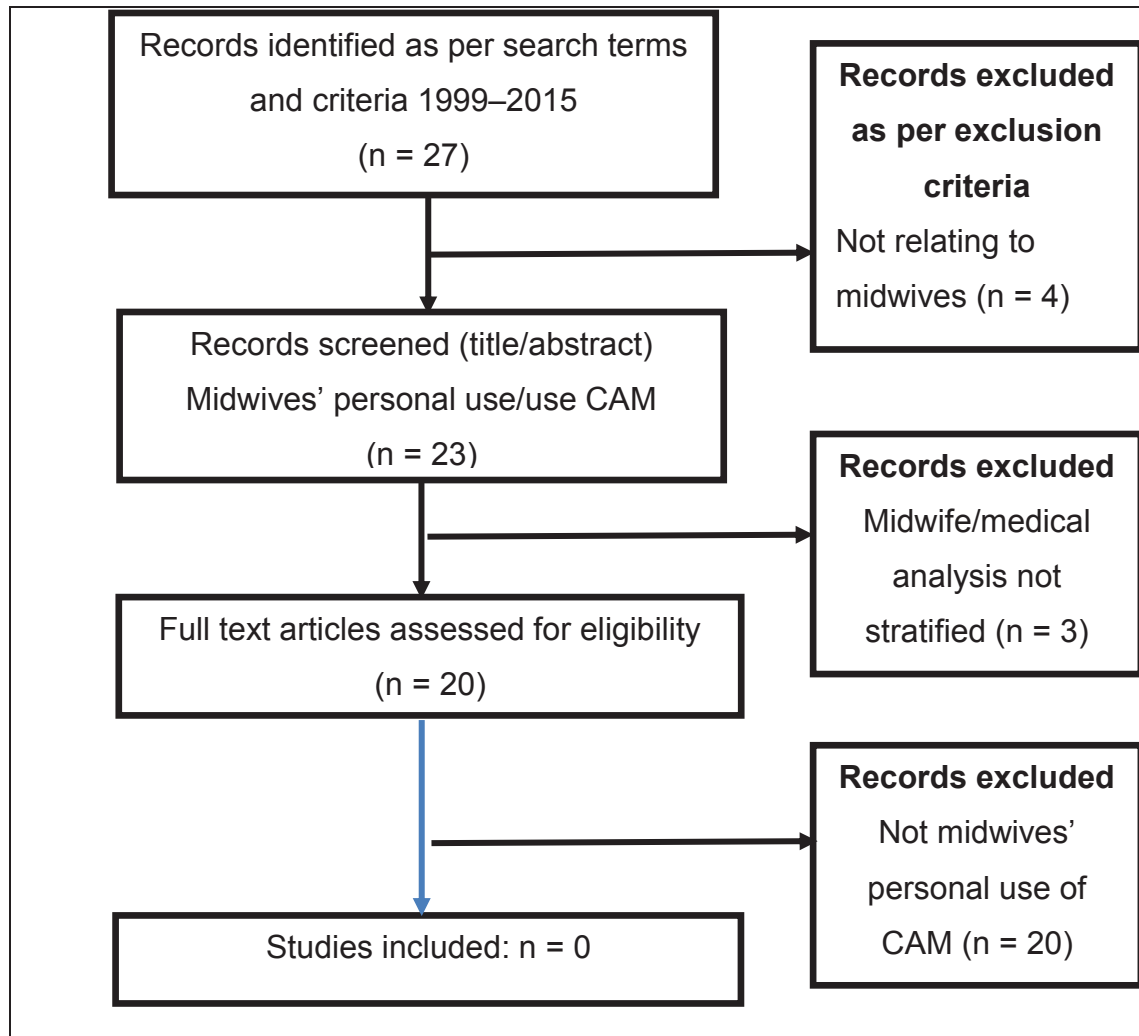 Records identified as per search terms
and criteria 1999–2015
(n = 27)
Records excluded
as per exclusion
criteria
Not relating to
midwives (n = 4)
Records screened (title/abstract)
Midwives’ personal use/use CAM
(n = 23)
Records excluded
Midwife/medical
analysis not
stratified (n = 3)
Full text articles assessed for eligibility
(n = 20)
Records excluded
Not midwives’
personal use of
CAM (n = 20)
Studies included: n = 0